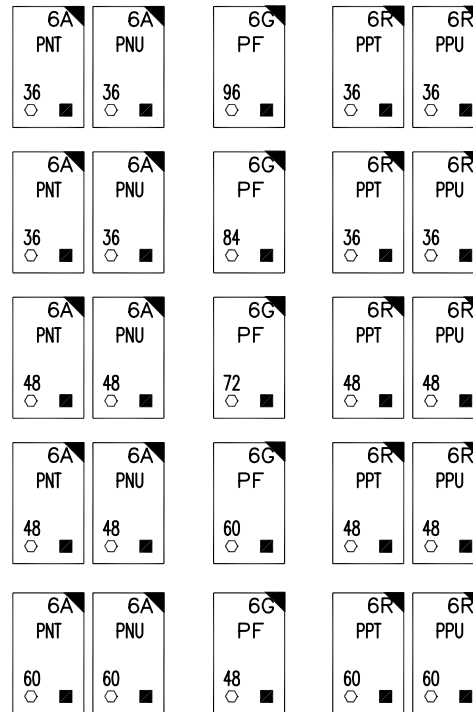 6A 6A 6G 6R 6R
PNT PNU PF PPT PPU
36 36 96 36 36
6A 6A 6G 6R 6R
PNT PNU PF PPT PPU
36 36 84 36 36
6A 6A 6G 6R 6R
PNT PNU PF PPT PPU
48 48 72 48 48
6A 6A 6G 6R 6R
PNT PNU PF PPT PPU
48 48 60 48 48
6A 6A 6G 6R 6R
PNT PNU PF PPT PPU
60 60 48 60 60